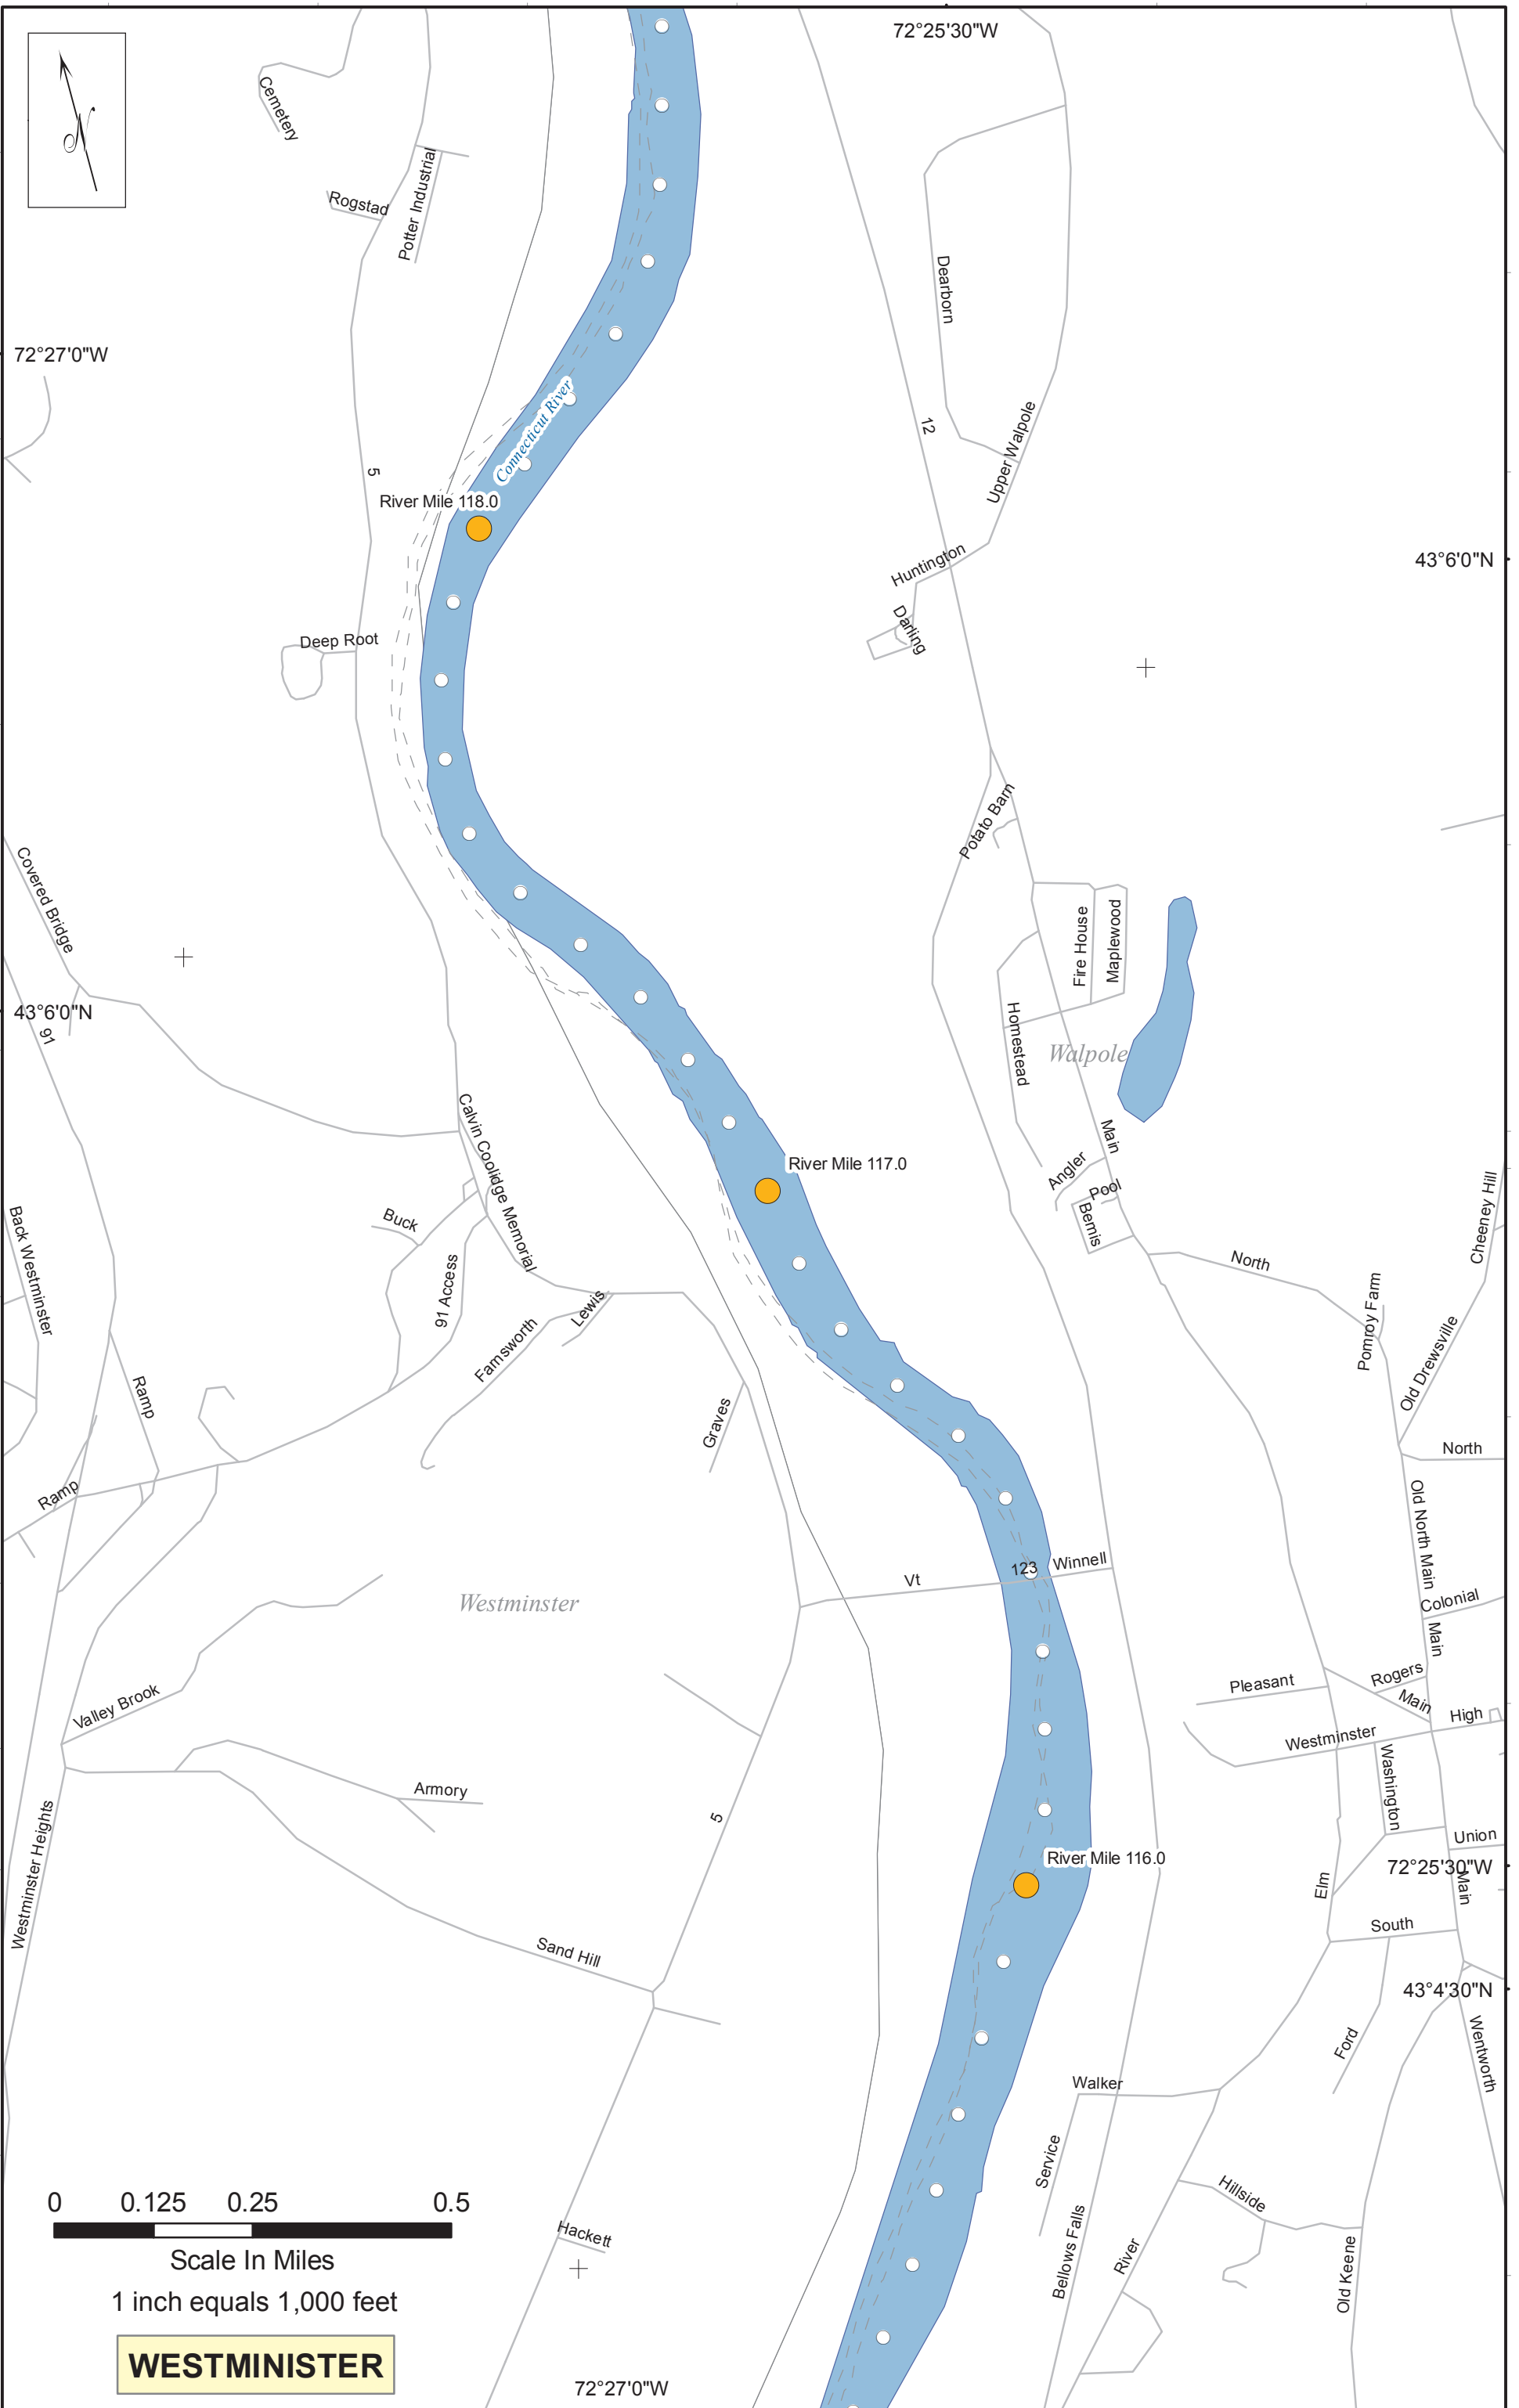 72°25'30"W
N
Cemetery
Rogstad
Potter Industrial
Dearborn
72°27'0"W
Connecticut River
12
Upper Walpole
5
River Mile 118.0
Huntington
43°6'0"N
Darling
Deep Root
Potato Barn
Covered Bridge
Fire House
Maplewood
43°6'0"N
91
Homestead
Walpole
Calvin Coolidge Memorial
Main
River Mile 117.0
Angler
Pool
Bemis
Cheeney Hill
Buck
Back Westminster
91 Access
North
Lewis
Farnsworth
Pomroy Farm
Old Drewsville
Ramp
Graves
North
Ramp
Old North Main
Vt
123
Winnell
Westminster
Colonial
Main
Pleasant
Rogers
Main
Valley Brook
High
Westminster
Washington
Armory
5
Union
Westminster Heights
River Mile 116.0
72°25'30"W
Main
Elm
South
Sand Hill
43°4'30"N
Ford
Wentworth
Walker
Service
Hillside
Bellows Falls
River
Old Keene
0 0.125 0.25 0.5
Hackett
Scale In Miles
1 inch equals 1,000 feet
WESTMINISTER
72°27'0"W